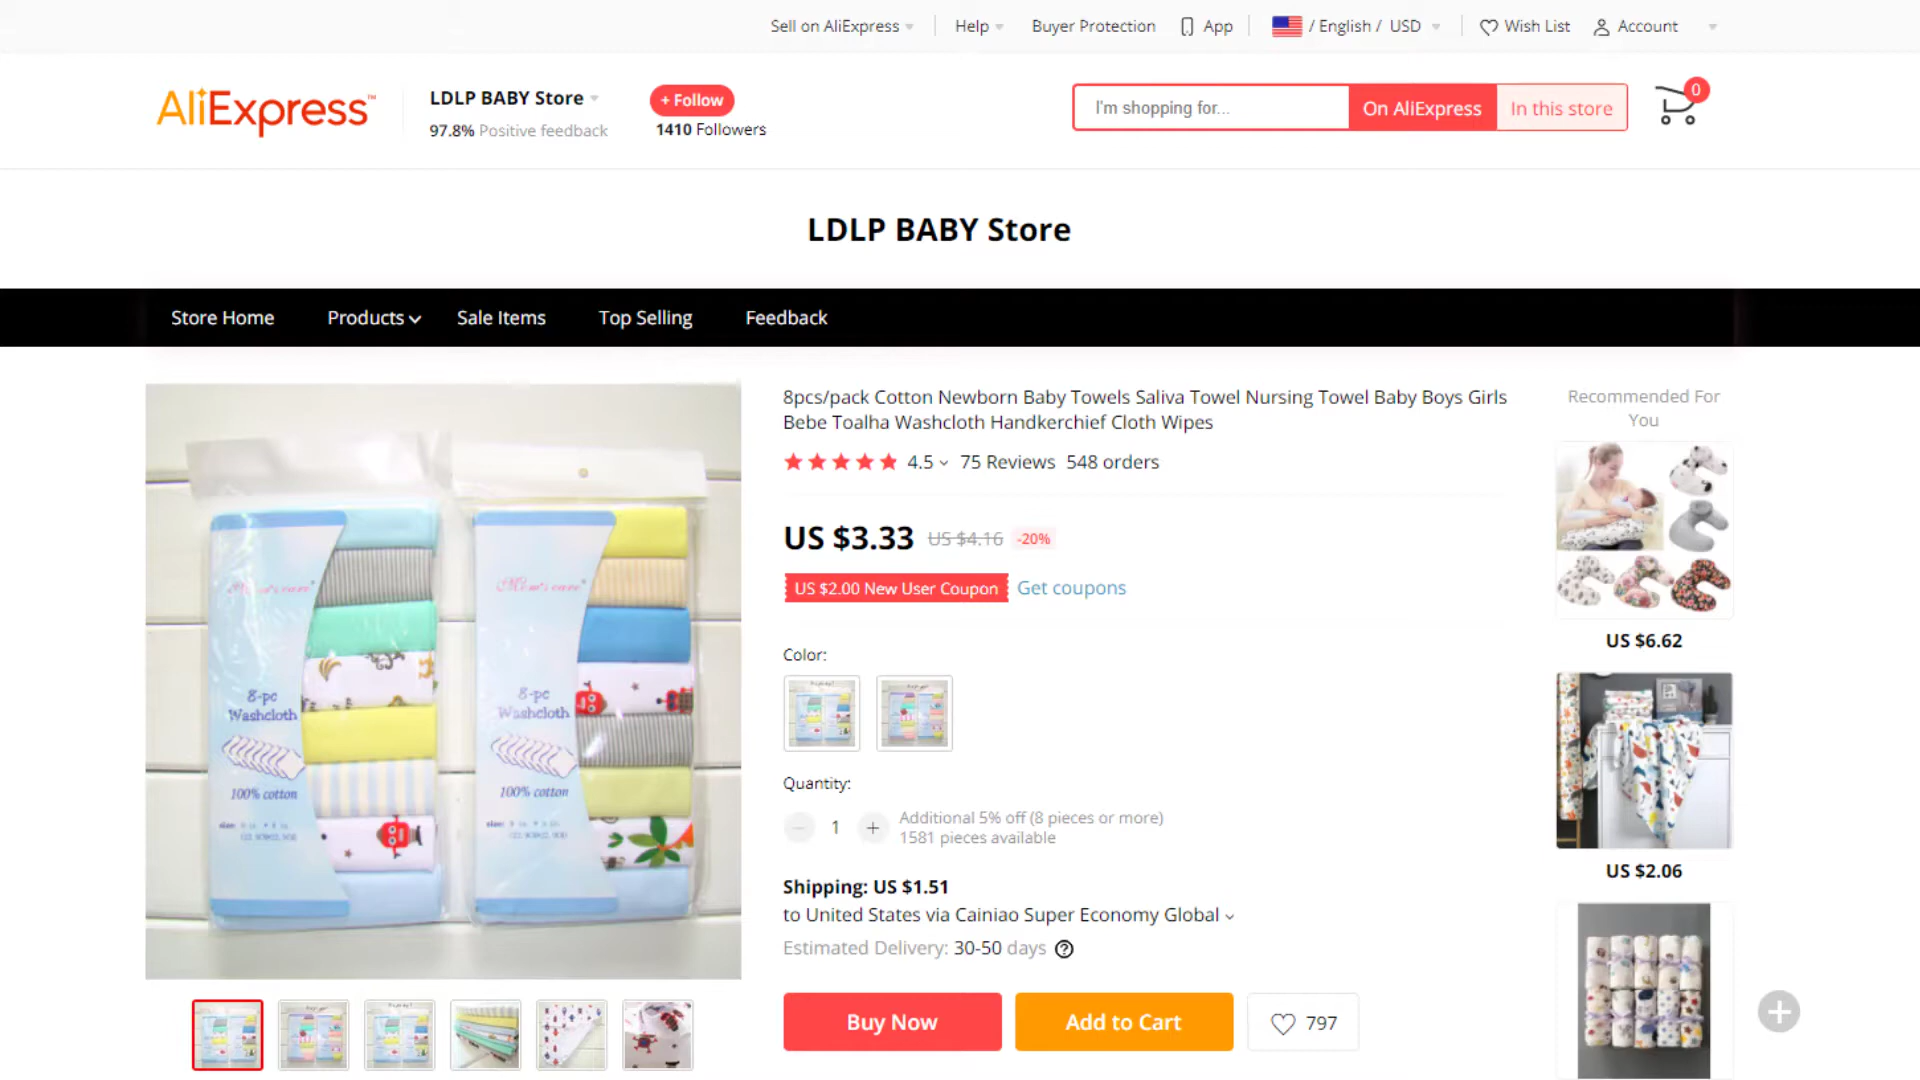 Sell on AliExpress
Help
Buyer Protection
App
/ English / USD
Wish List
Account
AliExpress™
LDLP BABY Store
97.8% Positive feedback
+ Follow
1410 Followers
I'm shopping for...
On AliExpress
In this store
0
LDLP BABY Store
Store Home
Products
Sale Items
Top Selling
Feedback
8pcs/pack Cotton Newborn Baby Towels Saliva Towel Nursing Towel Baby Boys Girls
Bebe Toalha Washcloth Handkerchief Cloth Wipes
4.5
75 Reviews
548 orders
US $3.33
US $4.16
-20%
US $2.00 New User Coupon
Get coupons
Color:
Quantity:
1
+
Additional 5% off (8 pieces or more)
1581 pieces available
Shipping: US $1.51
to United States via Cainiao Super Economy Global
Estimated Delivery: 30-50 days
Buy Now
Add to Cart
797
Recommended For
You
US $6.62
US $2.06
Mom's care
8-pc
Washcloth
100% cotton
Mom's care
8-pc
Washcloth
100% cotton